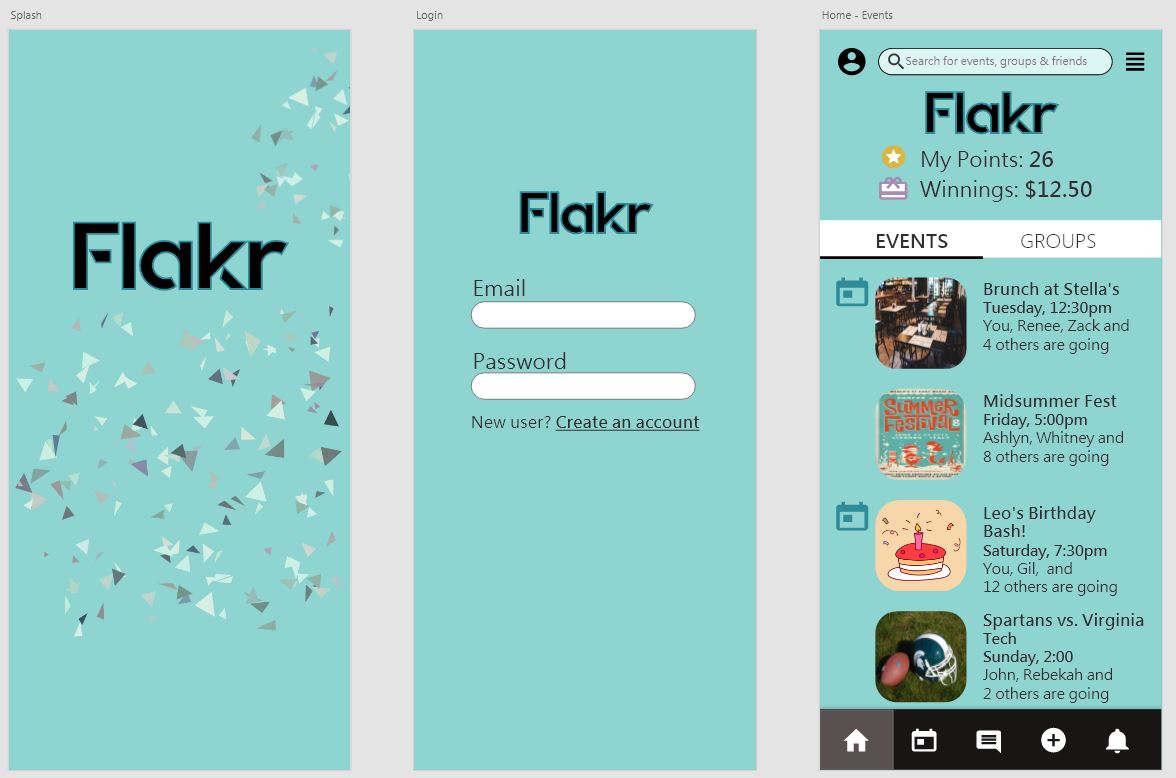 Splash
Flakr
Login
Flakr
Email
Password
New user? Create an account
Home - Events
Search for events, groups & friends
Flakr
My Points: 26
Winnings: $12.50
EVENTS
GROUPS
Brunch at Stella's
Tuesday, 12:30pm
You, Renee, Zack and
4 others are going
SUMMER
FESTIVAL
Midsummer Fest
Friday, 5:00pm
Ashlyn, Whitney and
8 others are going
Leo's Birthday
Bash!
Saturday, 7:30pm
You, Gil, and
12 others are going
Spartans vs. Virginia
Tech
Sunday, 2:00
John, Rebekah and
2 others are going